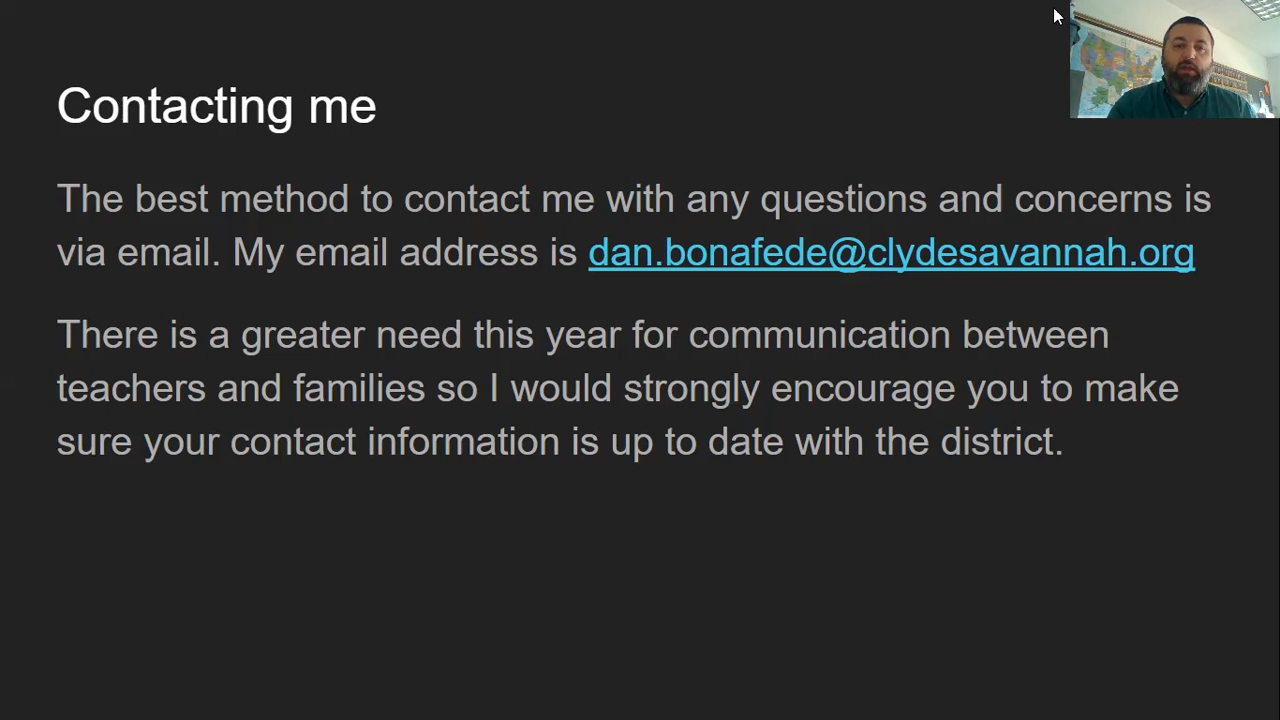 Contacting me
The best method to contact me with any questions and concerns is
via email. My email address is dan.bonafede@clydesavannah.org
There is a greater need this year for communication between
teachers and families so I would strongly encourage you to make
sure your contact information is up to date with the district.